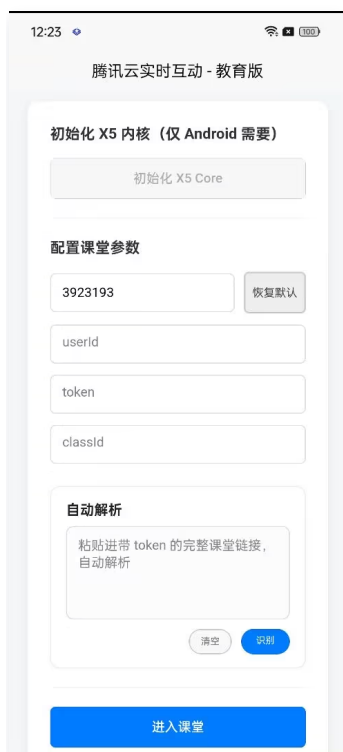 12:23
100
腾讯云实时互动 - 教育版
初始化 X5 内核（仅 Android 需要）
初始化 X5 Core
配置课堂参数
3923193 恢复默认
userId
token
classId
自动解析
粘贴进带 token 的完整课堂链接，
自动解析
清空 识别
进入课堂